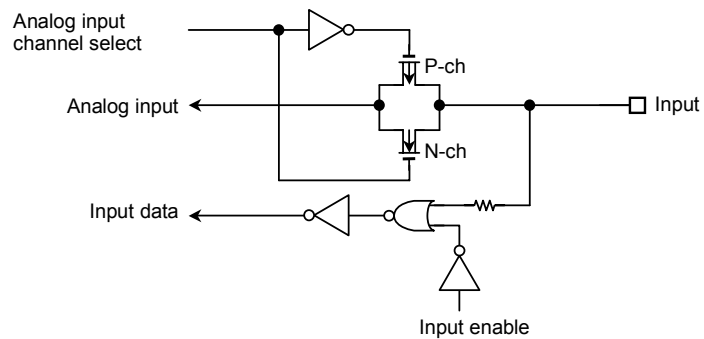 Analog input
channel select
P-ch
Analog input
Input
N-ch
Input data
Input enable